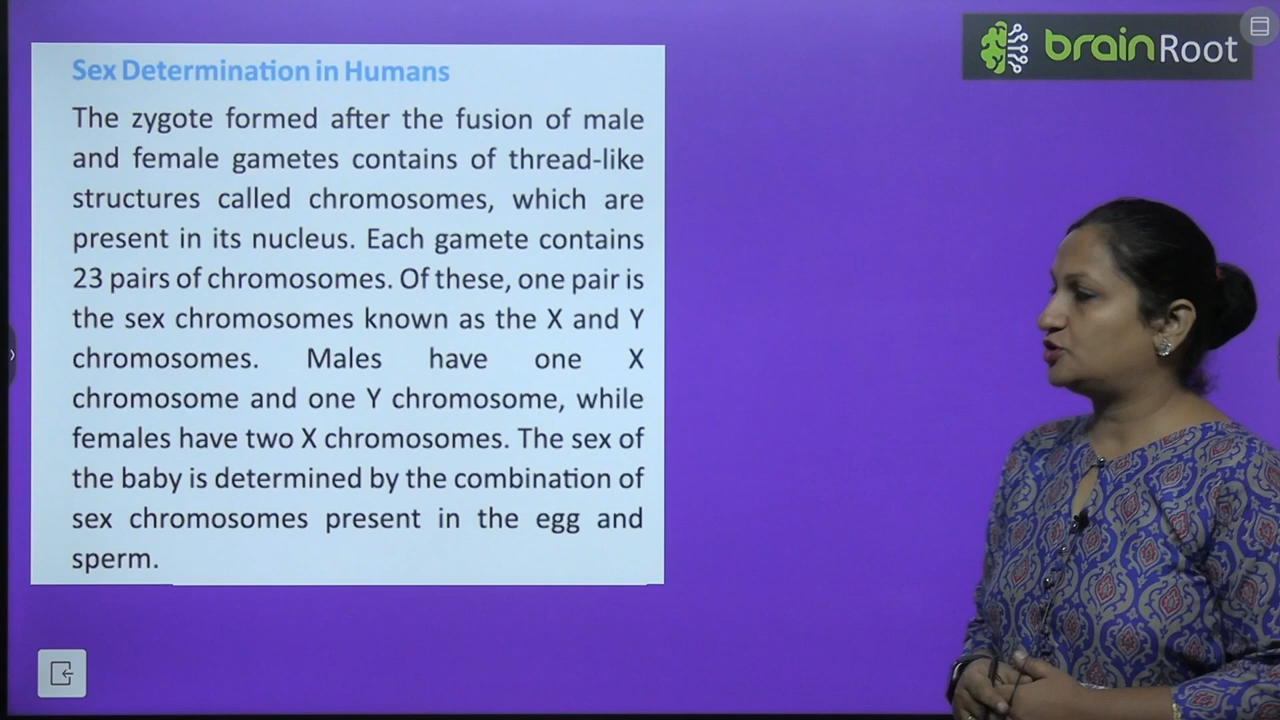 brainRoot
Sex Determination in Humans
The zygote formed after the fusion of male
and female gametes contains of thread-like
structures called chromosomes, which are
present in its nucleus. Each gamete contains
23 pairs of chromosomes. Of these, one pair is
the sex chromosomes known as the X and Y
chromosomes. Males have one X
chromosome and one Y chromosome, while
females have two X chromosomes. The sex of
the baby is determined by the combination of
sex chromosomes present in the egg and
sperm.